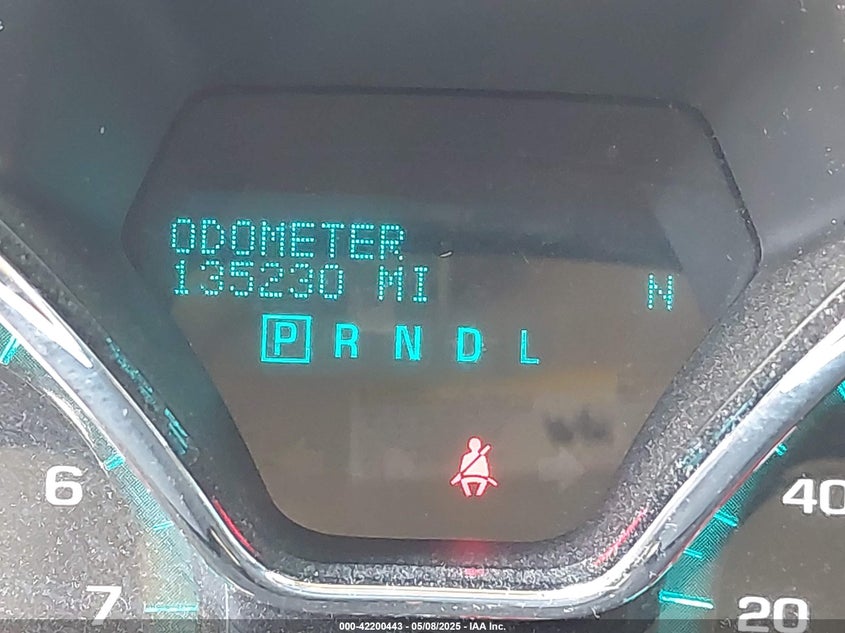 ODOMETER
135230 MI N
P R N D L
6 40
7 20
000-42200443 - 05/08/2025 - IAA Inc.